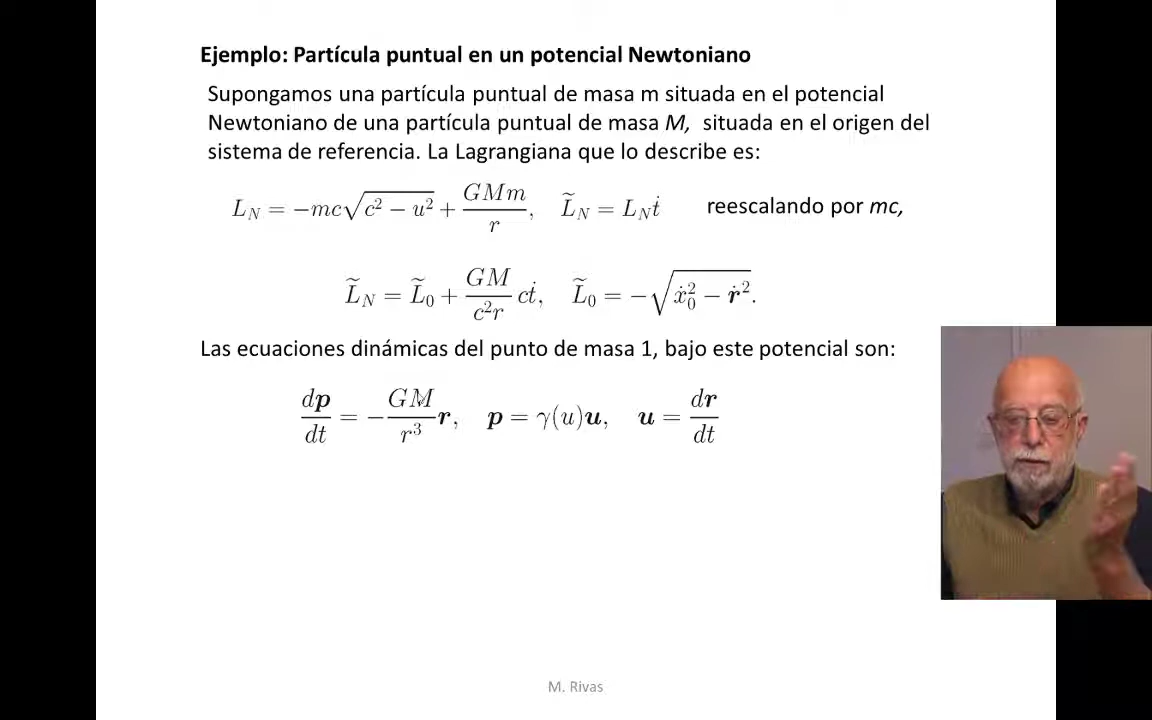 Ejemplo: Partícula puntual en un potencial Newtoniano
Supongamos una partícula puntual de masa m situada en el potencial
Newtoniano de una partícula puntual de masa M, situada en el origen del
sistema de referencia. La Lagrangiana que lo describe es:
$L_N = -mc\sqrt{c^2 - u^2} + \frac{GMm}{r}, \quad \widetilde{L}_N = L_N \dot{t}$ reescalando por mc,
$\widetilde{L}_N = \widetilde{L}_0 + \frac{GM}{c^2 r} c\dot{t}, \quad \widetilde{L}_0 = -\sqrt{\dot{x}_0^2 - \dot{\boldsymbol{r}}^2}.$
Las ecuaciones dinámicas del punto de masa 1, bajo este potencial son:
$\frac{d\boldsymbol{p}}{dt} = -\frac{GM}{r^3}\boldsymbol{r}, \quad \boldsymbol{p} = \gamma(u)\boldsymbol{u}, \quad \boldsymbol{u} = \frac{d\boldsymbol{r}}{dt}$
M. Rivas